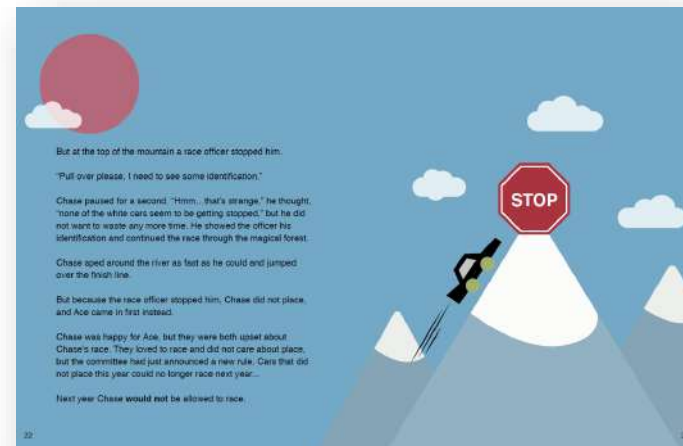 But at the top of the mountain a race officer stopped him.
"Pull over please, I need to see some identification."
Chase paused for a second. "Hmm...that's strange," he thought,
"none of the white cars seem to be getting stopped," but he did
not want to waste any more time. He showed the officer his
identification and continued the race through the magical forest.
Chase sped around the river as fast as he could and jumped
over the finish line.
But because the race officer stopped him, Chase did not place,
and Ace came in first instead.
Chase was happy for Ace, but they were both upset about
Chase's race. They loved to race and did not care about place,
but the committee had just announced a new rule. Cars that did
not place this year could no longer race next year...
Next year Chase would not be allowed to race.
22
STOP